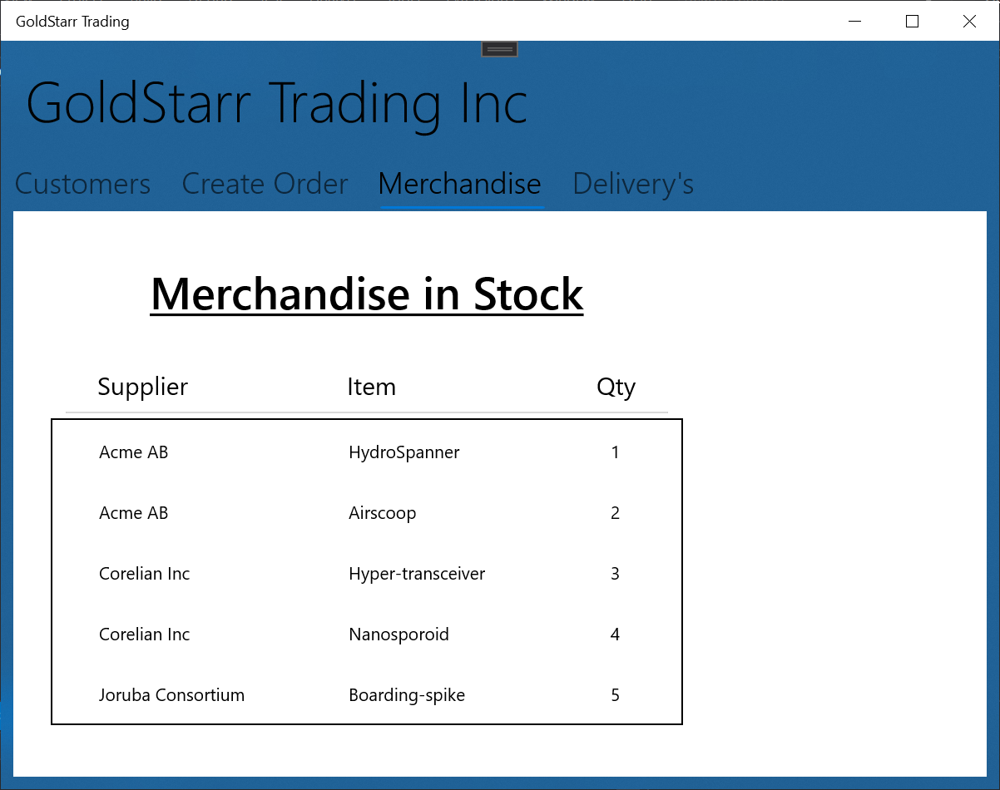 GoldStarr Trading
GoldStarr Trading Inc
Customers Create Order Merchandise Delivery's
Merchandise in Stock
Supplier Item Qty
Acme AB HydroSpanner 1
Acme AB Airscoop 2
Corelian Inc Hyper-transceiver 3
Corelian Inc Nanosporoid 4
Joruba Consortium Boarding-spike 5